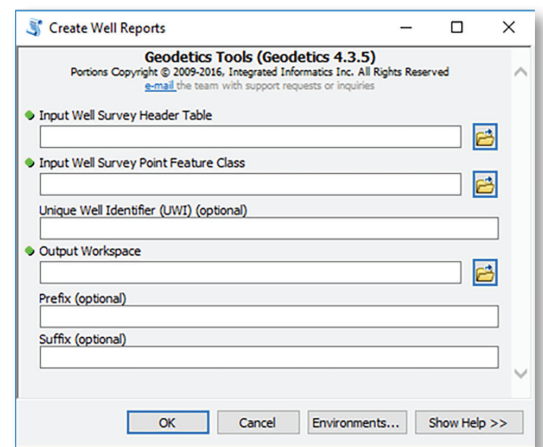 Create Well Reports
Geodetics Tools (Geodetics 4.3.5)
Portions Copyright © 2009-2016, Integrated Informatics Inc. All Rights Reserved
e-mail the team with support requests or inquiries
Input Well Survey Header Table
Input Well Survey Point Feature Class
Unique Well Identifier (UWI) (optional)
Output Workspace
Prefix (optional)
Suffix (optional)
OK Cancel Environments... Show Help >>